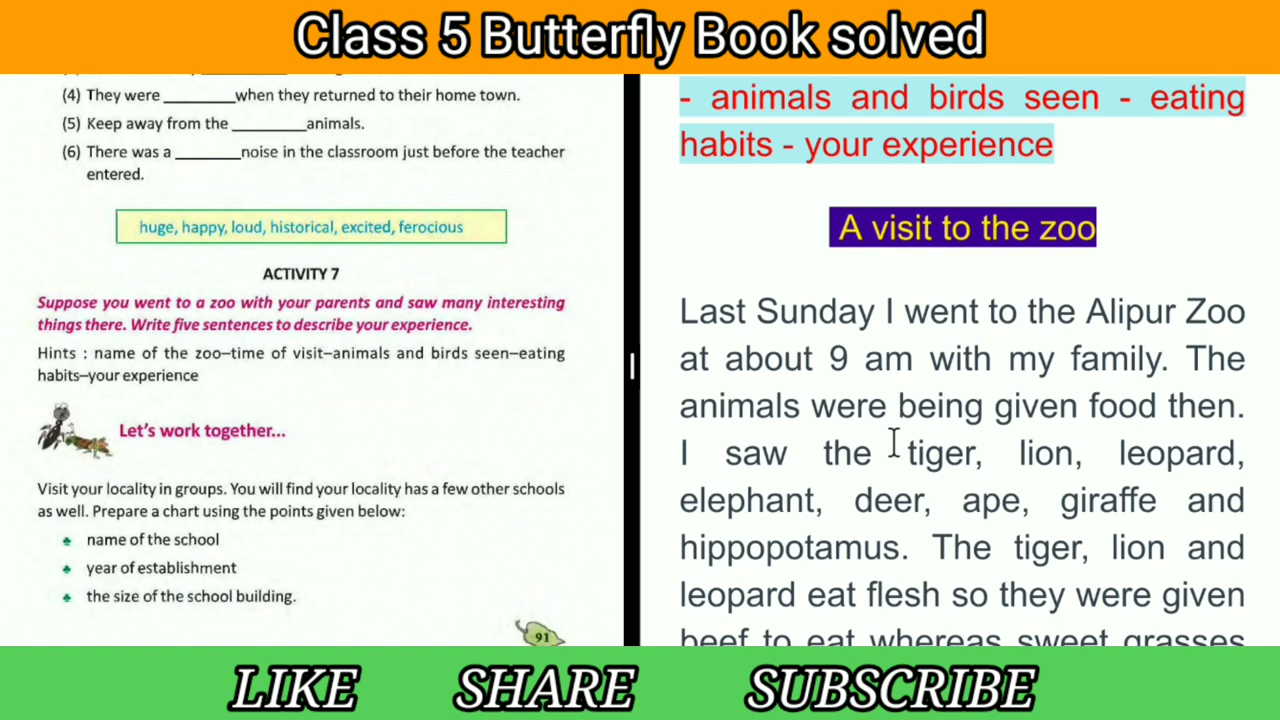 Class 5 Butterfly Book solved
(4) They were ________when they returned to their home town.
(5) Keep away from the ________animals.
(6) There was a _______noise in the classroom just before the teacher
entered.
huge, happy, loud, historical, excited, ferocious
ACTIVITY 7
Suppose you went to a zoo with your parents and saw many interesting
things there. Write five sentences to describe your experience.
Hints : name of the zoo–time of visit–animals and birds seen–eating
habits–your experience
Let's work together...
Visit your locality in groups. You will find your locality has a few other schools
as well. Prepare a chart using the points given below:
name of the school
year of establishment
the size of the school building.
91
- animals and birds seen - eating
habits - your experience
A visit to the zoo
Last Sunday I went to the Alipur Zoo
at about 9 am with my family. The
animals were being given food then.
I saw the tiger, lion, leopard,
elephant, deer, ape, giraffe and
hippopotamus. The tiger, lion and
leopard eat flesh so they were given
beef to eat whereas sweet grasses
LIKE SHARE SUBSCRIBE